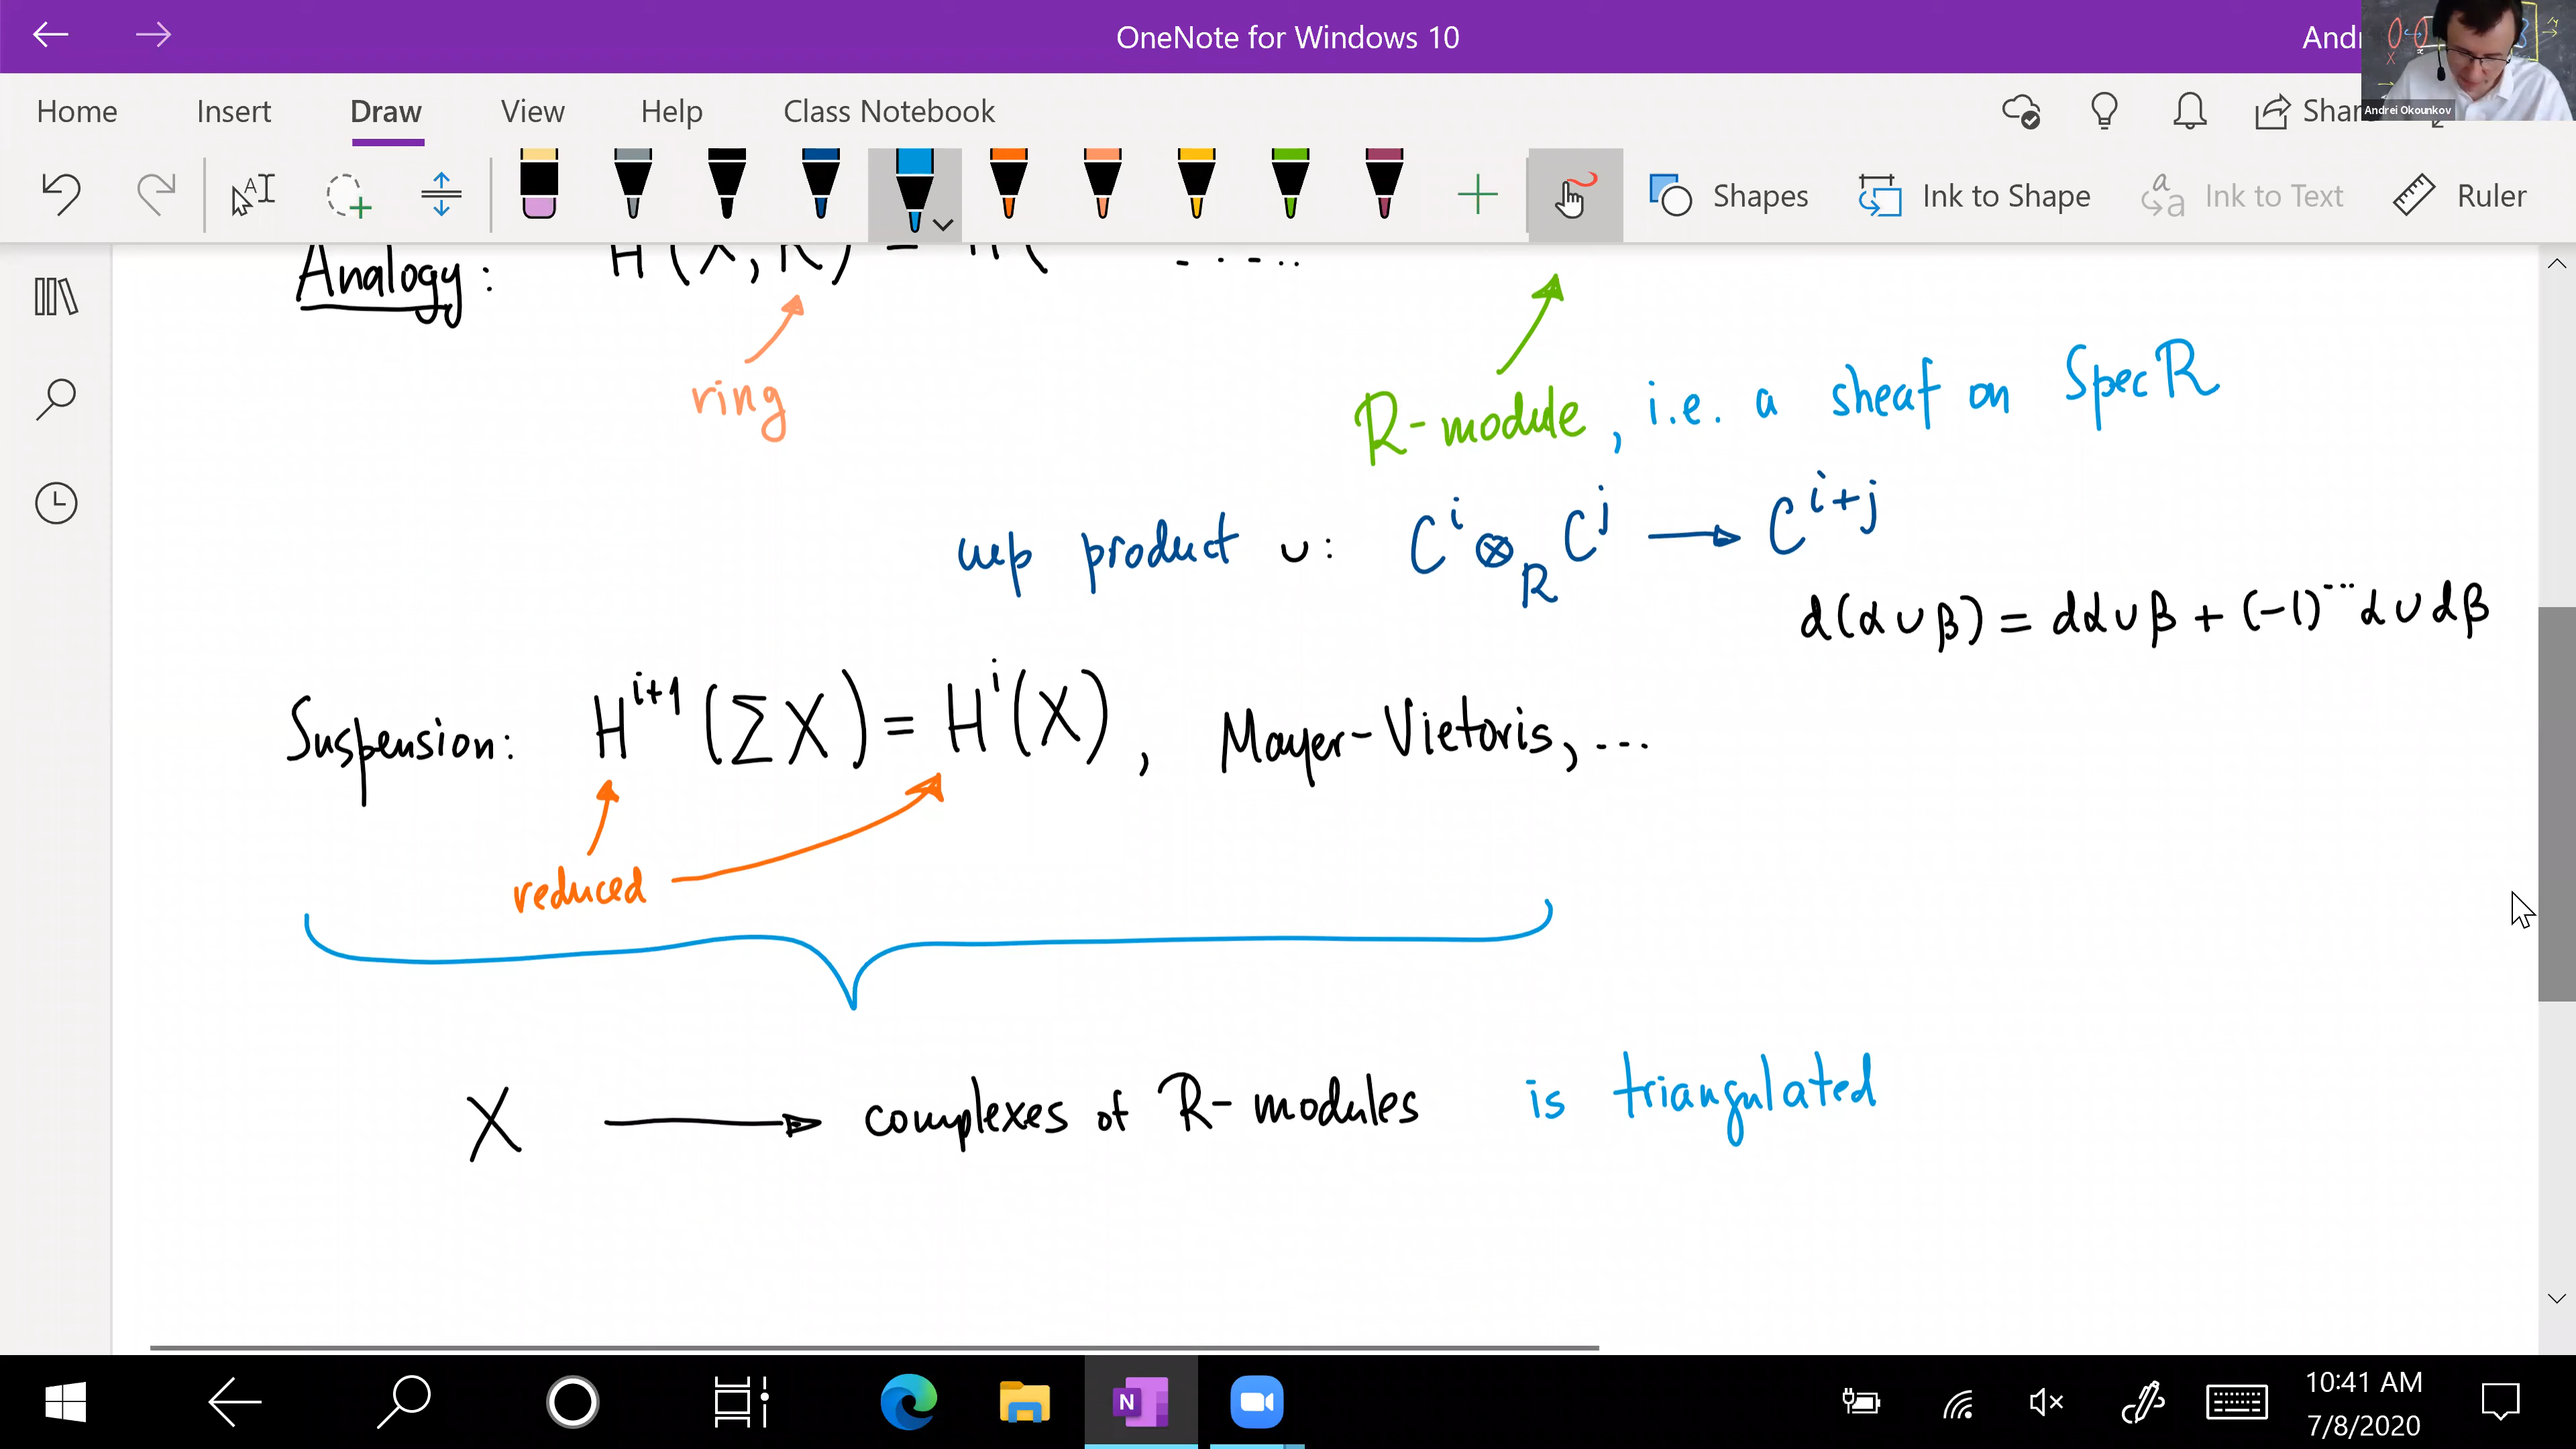 OneNote for Windows 10
Andrei Okounkov
Home Insert Draw View Help Class Notebook
Shapes Ink to Shape Ink to Text Ruler
Analogy:
ring
R-module, i.e. a sheaf on Spec R
cup product ∪: C^i ⊗_R C^j → C^{i+j}
d(α∪β) = dα∪β + (-1)^{...} α∪dβ
Suspension: H^{i+1}(ΣX) = H^i(X), Mayer-Vietoris, ...
reduced
X → complexes of R-modules is triangulated
10:41 AM
7/8/2020